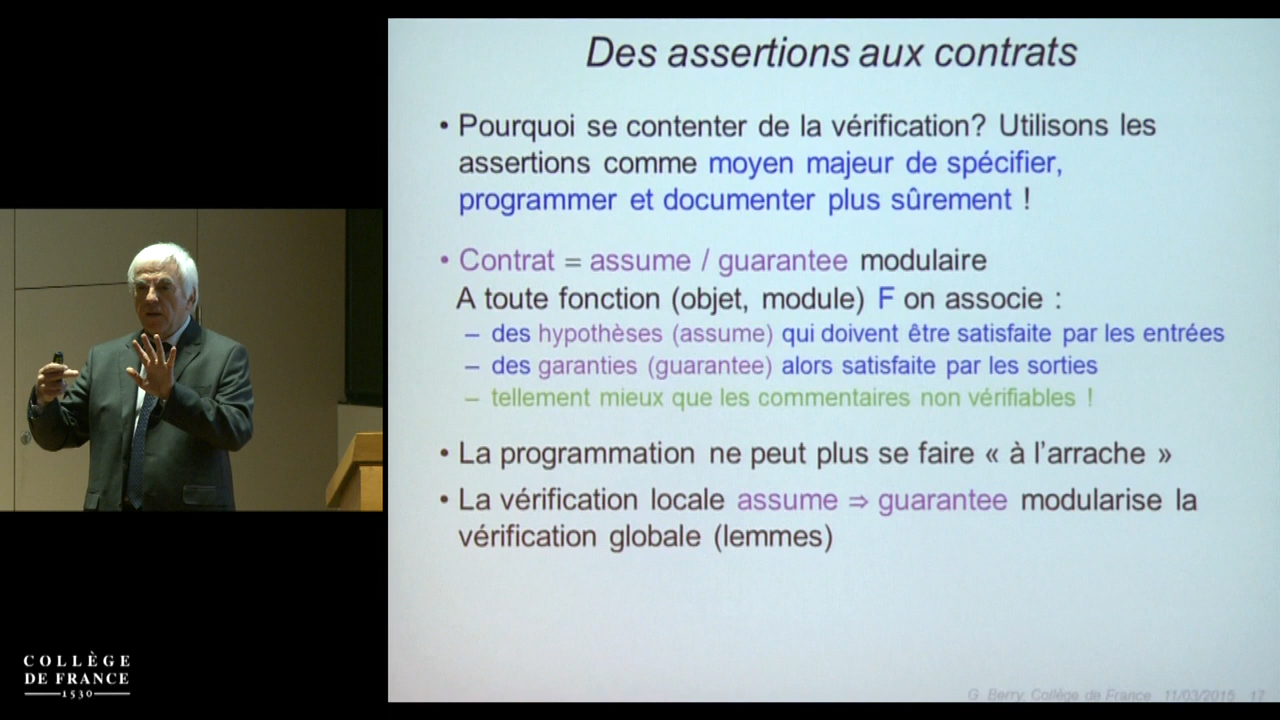 Des assertions aux contrats
• Pourquoi se contenter de la vérification? Utilisons les
assertions comme moyen majeur de spécifier,
programmer et documenter plus sûrement !
• Contrat = assume / guarantee modulaire
A toute fonction (objet, module) F on associe :
– des hypothèses (assume) qui doivent être satisfaite par les entrées
– des garanties (guarantee) alors satisfaite par les sorties
– tellement mieux que les commentaires non vérifiables !
• La programmation ne peut plus se faire « à l'arrache »
• La vérification locale assume ⇒ guarantee modularise la
vérification globale (lemmes)
G. Berry, Collège de France 11/03/2015 17
COLLÈGE
DE FRANCE
1530